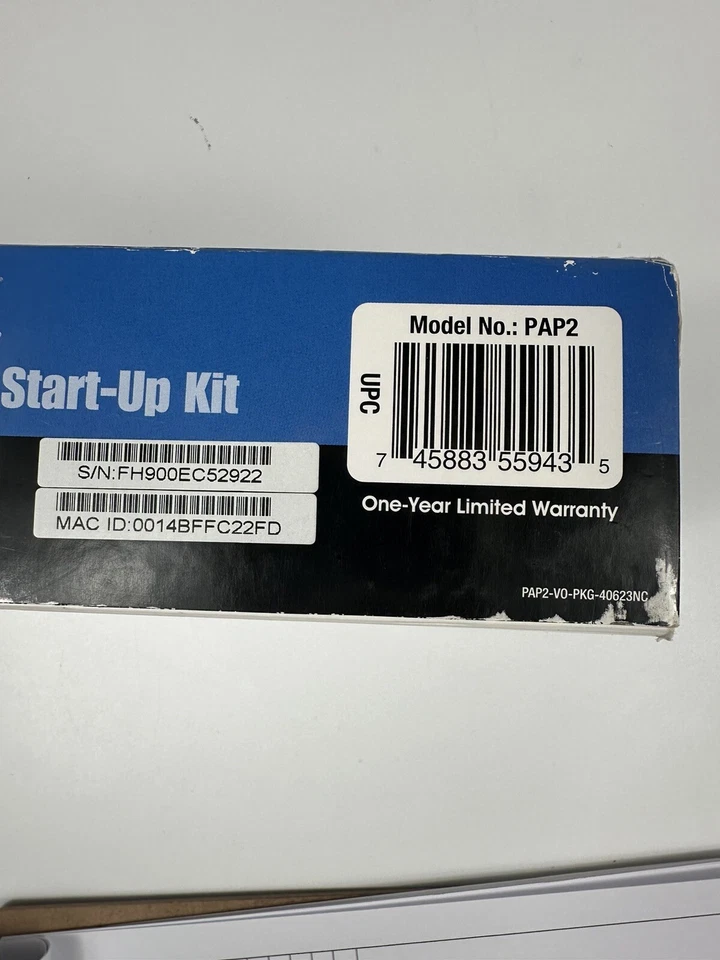 Start-Up Kit
S/N:FH900EC52922
MAC ID:0014BFFC22FD
Model No.: PAP2
UPC
7 45883 55943 5
One-Year Limited Warranty
PAP2-VO-PKG-40623NC